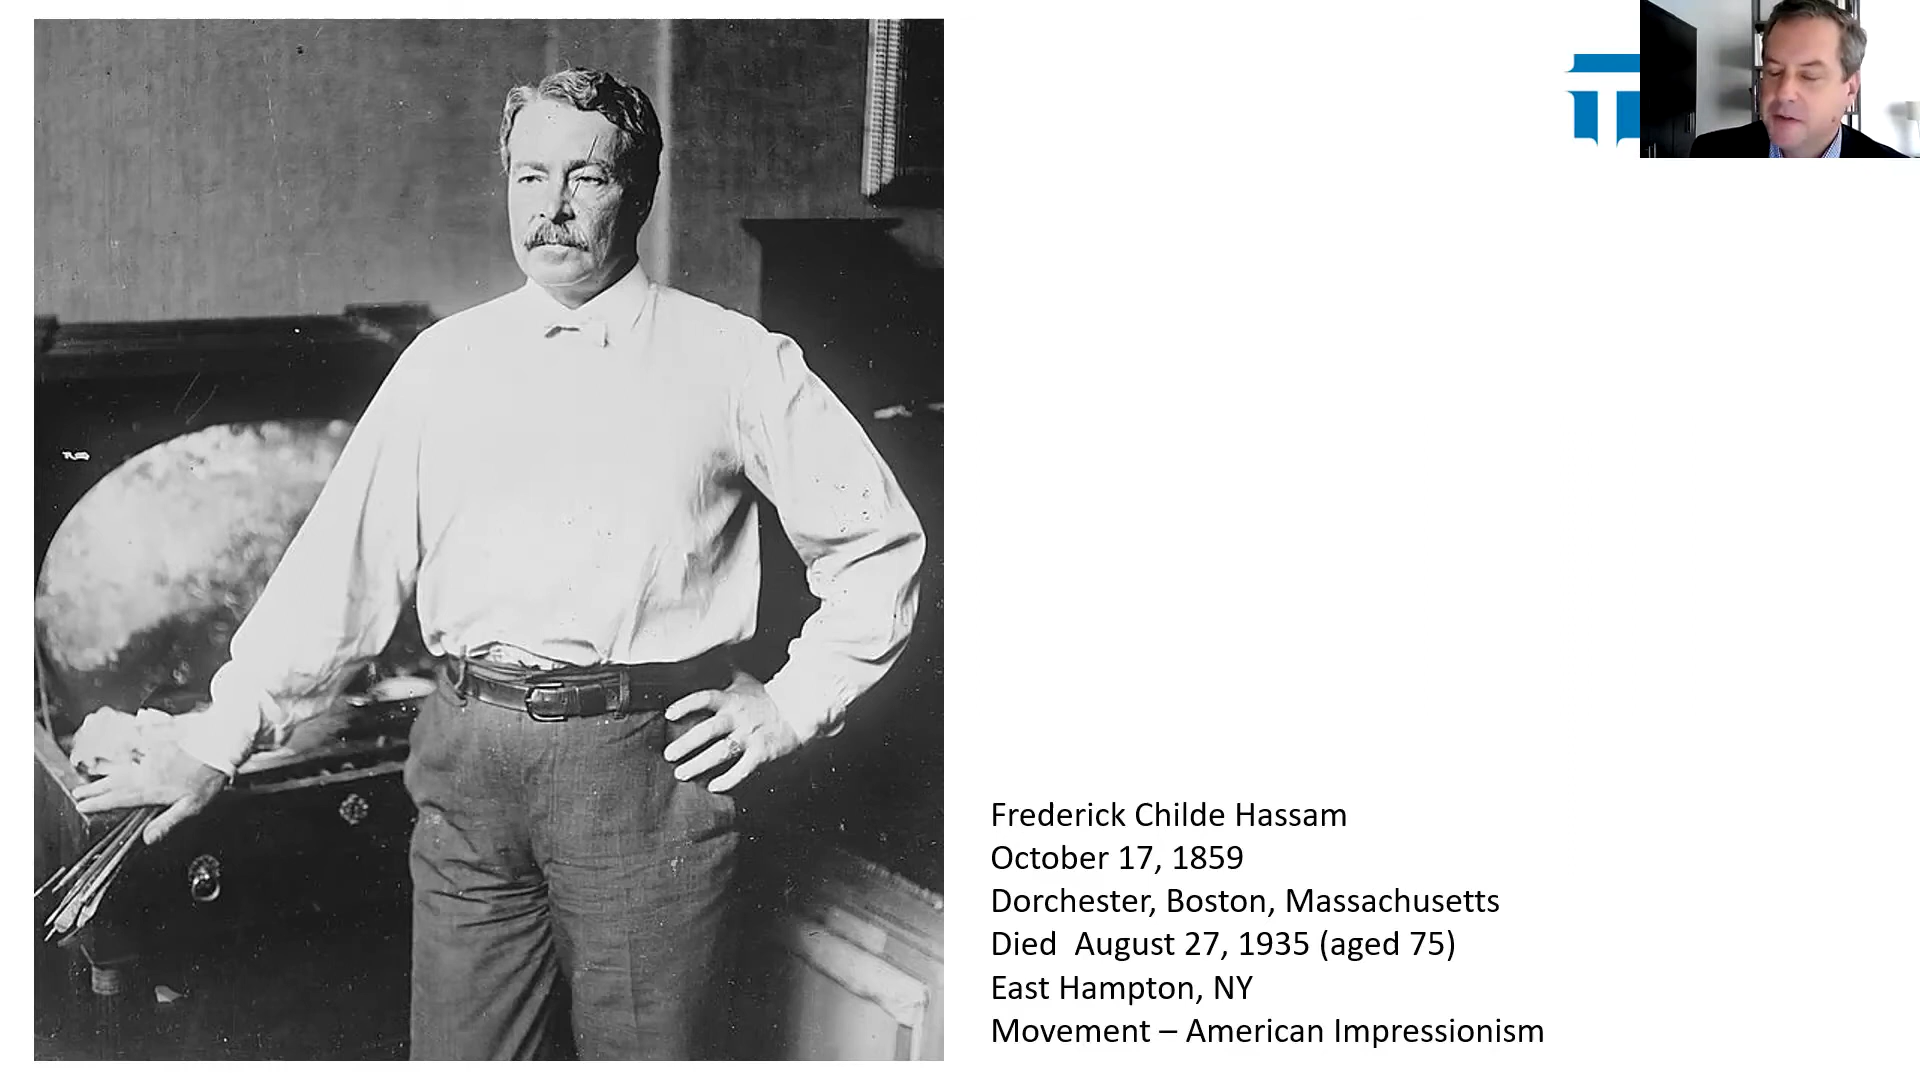 Frederick Childe Hassam
October 17, 1859
Dorchester, Boston, Massachusetts
Died  August 27, 1935 (aged 75)
East Hampton, NY
Movement – American Impressionism